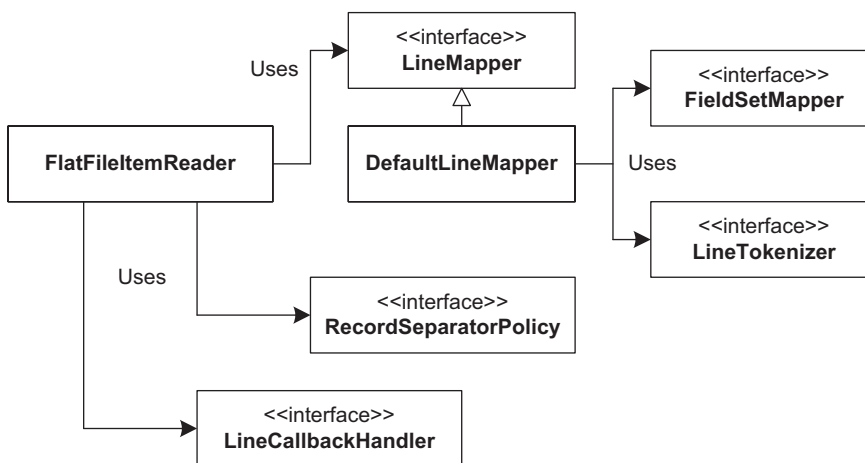 <<interface>>
LineMapper
Uses
<<interface>>
FieldSetMapper
FlatFileItemReader
DefaultLineMapper
Uses
<<interface>>
LineTokenizer
Uses
<<interface>>
RecordSeparatorPolicy
<<interface>>
LineCallbackHandler